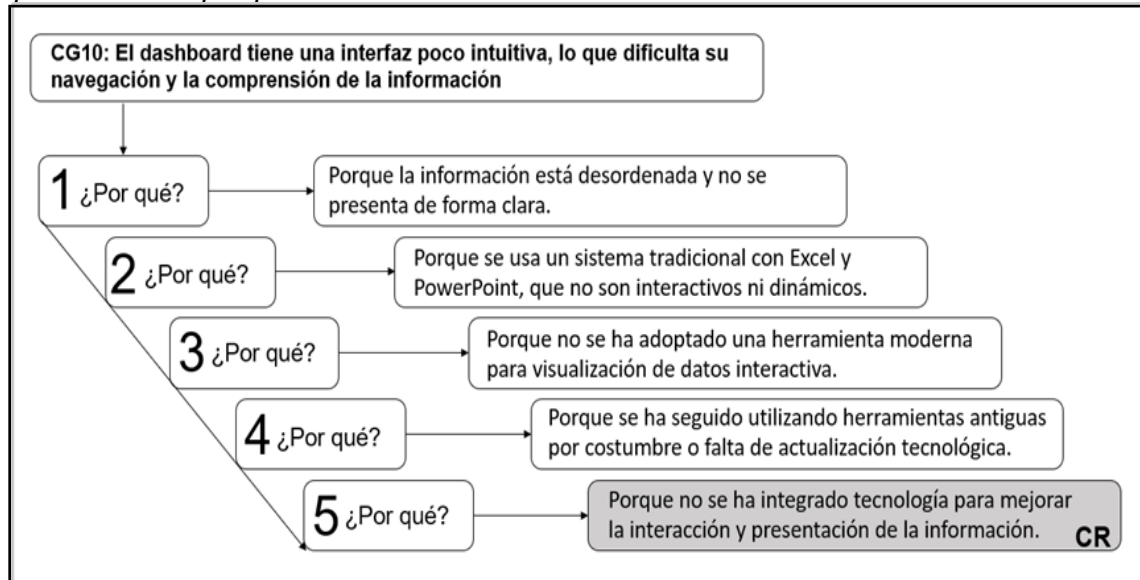 CG10: El dashboard tiene una interfaz poco intuitiva, lo que dificulta su
navegación y la comprensión de la información
1 ¿Por qué?
Porque la información está desordenada y no se
presenta de forma clara.
2 ¿Por qué?
Porque se usa un sistema tradicional con Excel y
PowerPoint, que no son interactivos ni dinámicos.
3 ¿Por qué?
Porque no se ha adoptado una herramienta moderna
para visualización de datos interactiva.
4 ¿Por qué?
Porque se ha seguido utilizando herramientas antiguas
por costumbre o falta de actualización tecnológica.
5 ¿Por qué?
Porque no se ha integrado tecnología para mejorar
la interacción y presentación de la información.
CR